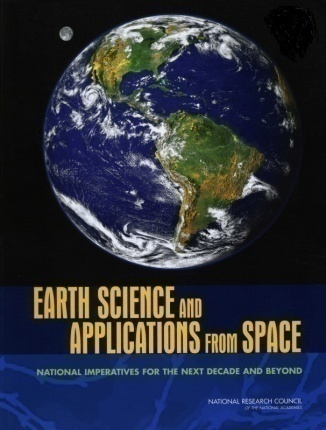 EARTH SCIENCE AND
APPLICATIONS FROM SPACE
NATIONAL IMPERATIVES FOR THE NEXT DECADE AND BEYOND
NATIONAL RESEARCH COUNCIL
OF THE NATIONAL ACADEMIES